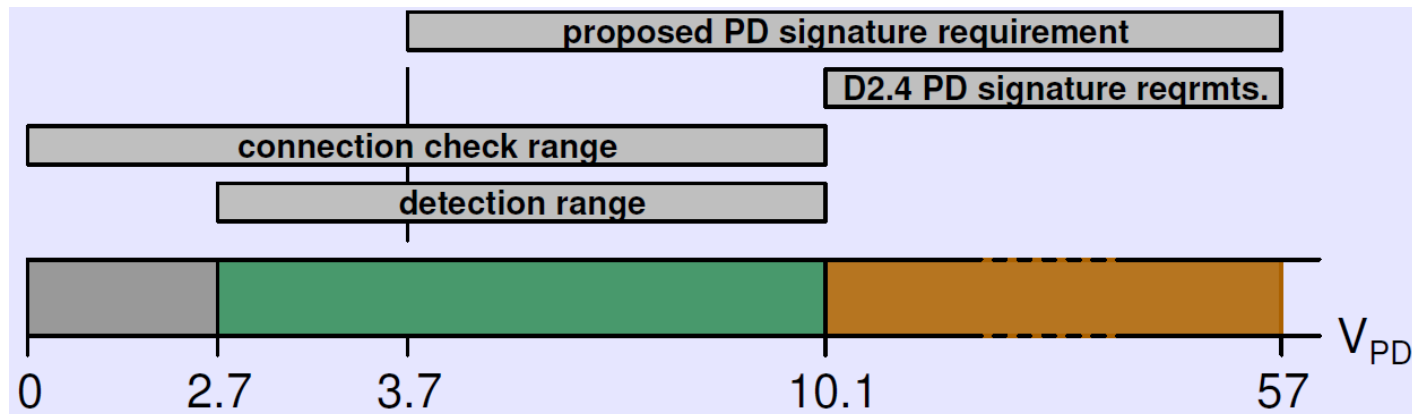 proposed PD signature requirement
D2.4 PD signature reqrmts.
connection check range
detection range
V_PD
0 2.7 3.7 10.1 57